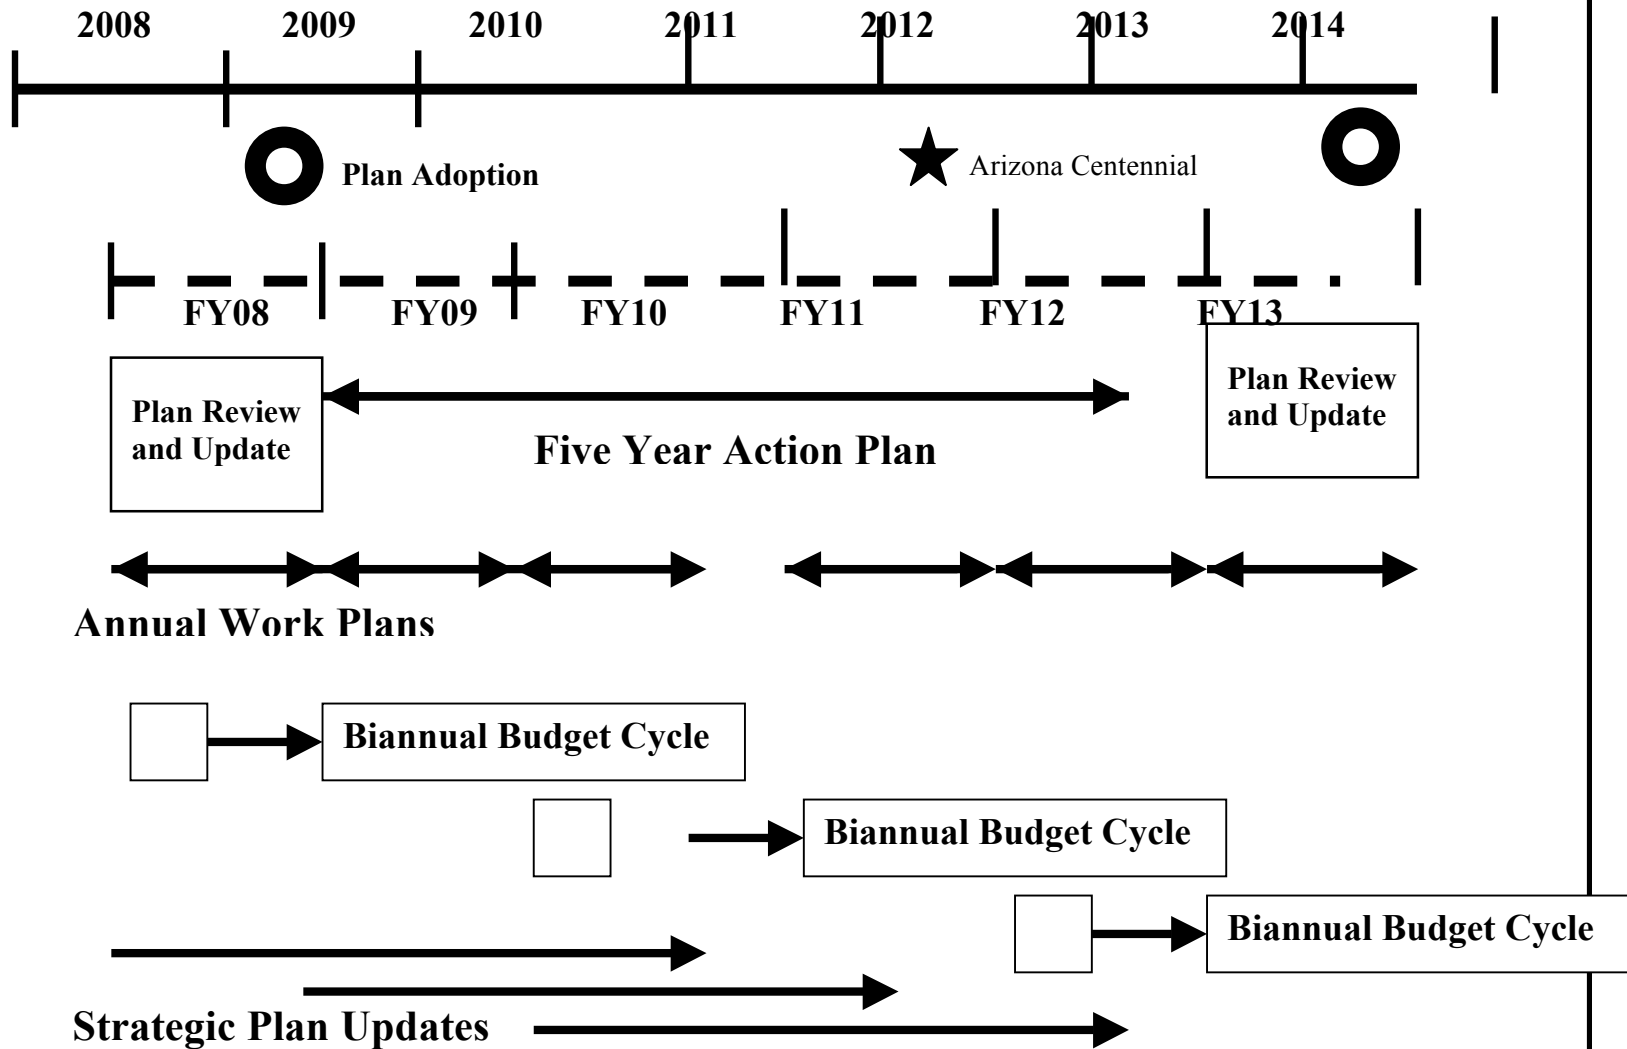 2008 2009 2010 2011 2012 2013 2014
Plan Adoption
Arizona Centennial
FY08 FY09 FY10 FY11 FY12 FY13
Plan Review
and Update
Five Year Action Plan
Plan Review
and Update
Annual Work Plans
Biannual Budget Cycle
Biannual Budget Cycle
Biannual Budget Cycle
Strategic Plan Updates